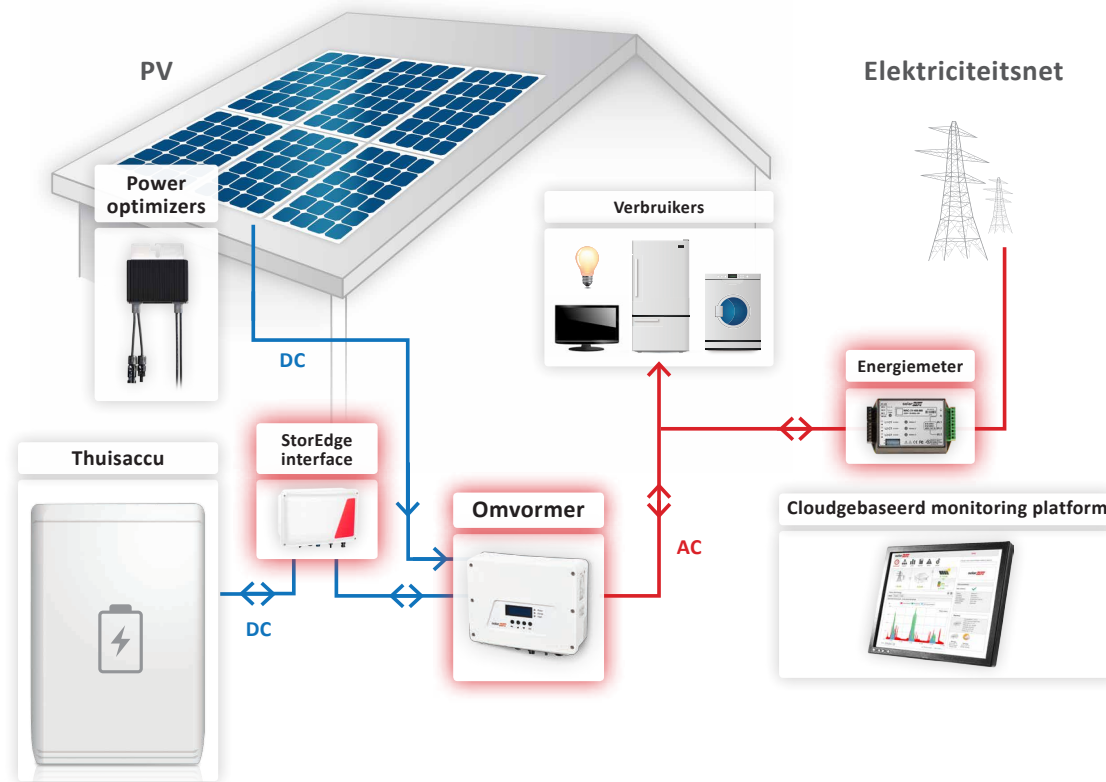 PV
Elektriciteitsnet
Power
optimizers
Verbruikers
DC
Energiemeter
StorEdge
interface
Thuisaccu
Omvormer
Cloudgebaseerd monitoring platform
AC
DC